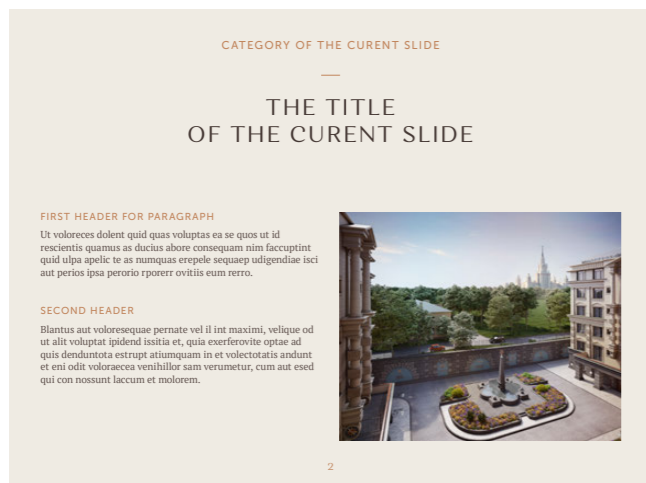 CATEGORY OF THE CURENT SLIDE
THE TITLE
OF THE CURENT SLIDE
FIRST HEADER FOR PARAGRAPH
Ut voloreces dolent quid quas voluptas ea se quos ut id
rescientis quamus as ducius abore consequam nim faccuptint
quid ulpa apelic te as numquas erepele sequaep udigendiae isci
aut perios ipsa perorio rporerr ovitiis eum rerro.
SECOND HEADER
Blantus aut voloresequae pernate vel il int maximi, velique od
ut alit voluptat ipidend issitia et, quia exerferovite optae ad
quis denduntota estrupt atiumquam in et volectotatis andunt
et eni odit voloraecea venihillor sam verumetur, cum aut esed
qui con nossunt laccum et molorem.
2